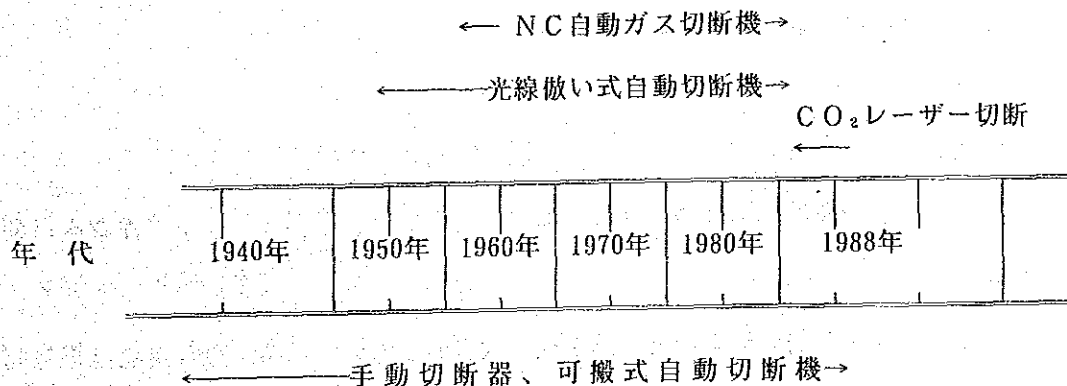 ← NC自動ガス切断機→
←――光線倣い式自動切断機→
CO₂レーザー切断
←
年代 1940年 1950年 1960年 1970年 1980年 1988年
←――手動切断器、可搬式自動切断機→